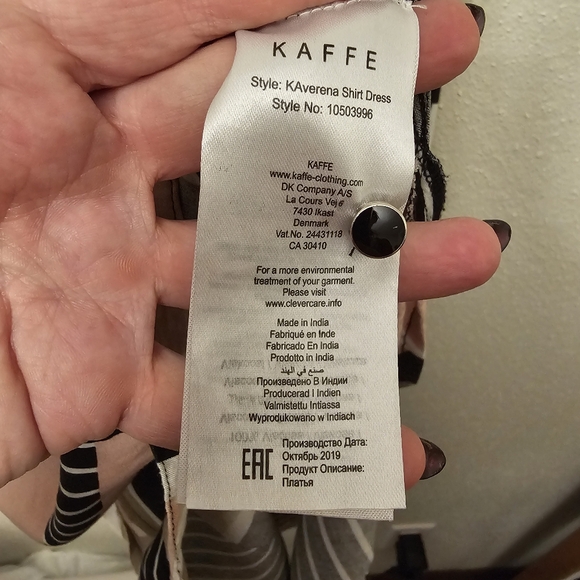 KAFFE
Style: KAverena Shirt Dress
Style No: 10503996
KAFFE
www.kaffe-clothing.com
DK Company A/S
La Cours Vej 6
7430 Ikast
Denmark
Vat.No. 24431118
CA 30410
For a more environmental
treatment of your garment.
Please visit
www.clevercare.info
Made in India
Fabriqué en Inde
Fabricado En India
Prodotto in India
صنع في الهند
Произведено В Индии
Producerad I Indien
Valmistettu Intiassa
Wyprodukowano w Indiach
EAC
Производство Дата:
Октябрь 2019
Продукт Описание:
Платья